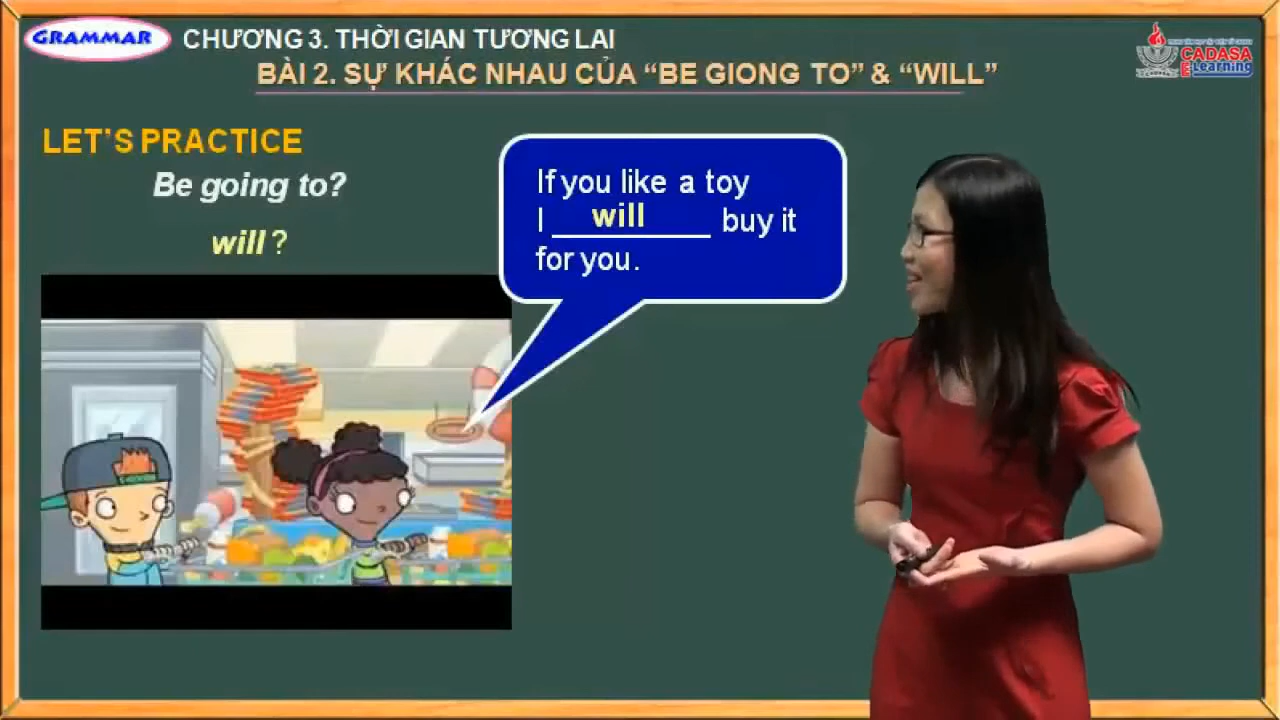 GRAMMAR
CHƯƠNG 3. THỜI GIAN TƯƠNG LAI
BÀI 2. SỰ KHÁC NHAU CỦA “BE GIONG TO” & “WILL”
CADASA
ELearning
LET'S PRACTICE
Be going to?
will ?
If you like a toy
I will buy it
for you.